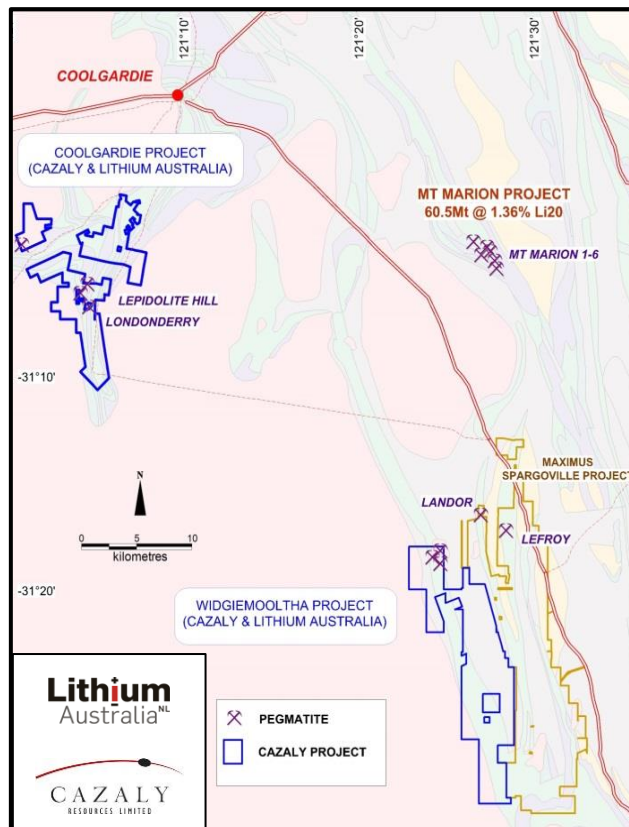 121°10'
121°20'
121°30'
COOLGARDIE
COOLGARDIE PROJECT
(CAZALY & LITHIUM AUSTRALIA)
MT MARION PROJECT
60.5Mt @ 1.36% Li20
MT MARION 1-6
LEPIDOLITE HILL
LONDONDERRY
-31°10'
N
0 5 10
kilometres
MAXIMUS
SPARGOVILLE PROJECT
LANDOR
LEFROY
-31°20'
WIDGIEMOOLTHA PROJECT
(CAZALY & LITHIUM AUSTRALIA)
Lithium
Australia NL
CAZALY
RESOURCES LIMITED
PEGMATITE
CAZALY PROJECT